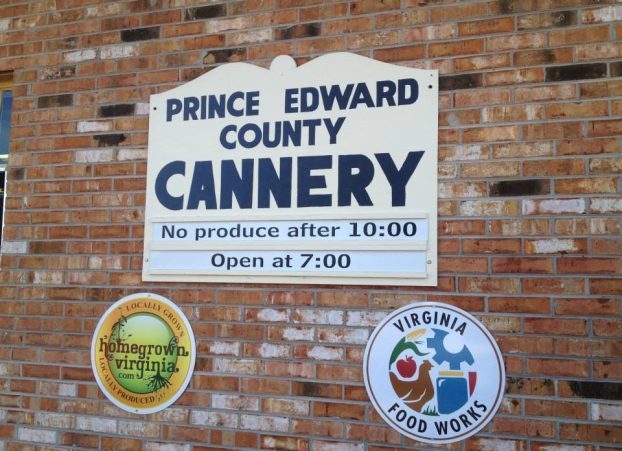 PRINCE EDWARD
COUNTY
CANNERY
No produce after 10:00
Open at 7:00
LOCALLY GROWN
homegrown
virginia
.com
LOCALLY PRODUCED
VIRGINIA
FOOD WORKS